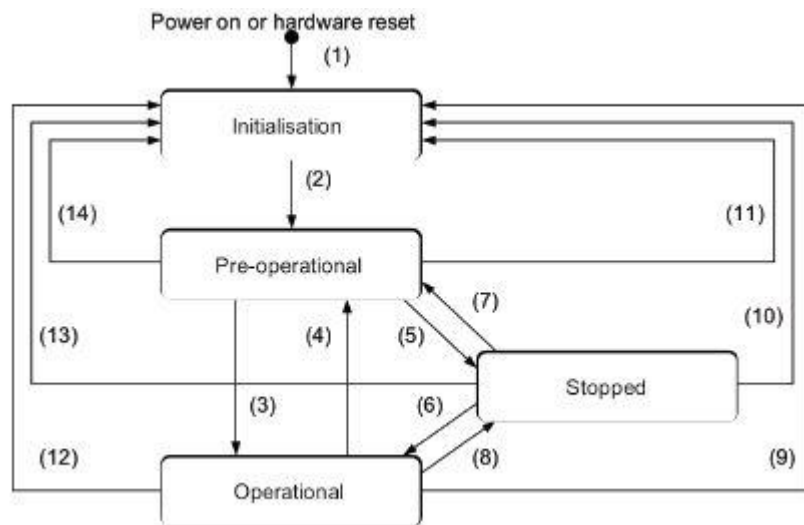 Power on or hardware reset
(1)
Initialisation
(2)
(14)
(11)
Pre-operational
(7)
(13)
(4)
(5)
(10)
Stopped
(3)
(6)
(12)
(8)
(9)
Operational